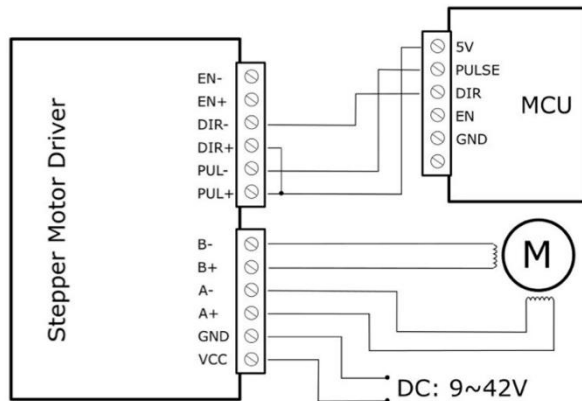 Stepper Motor Driver
EN-
EN+
DIR-
DIR+
PUL-
PUL+
B-
B+
A-
A+
GND
VCC
5V
PULSE
DIR
EN
GND
MCU
M
DC: 9~42V